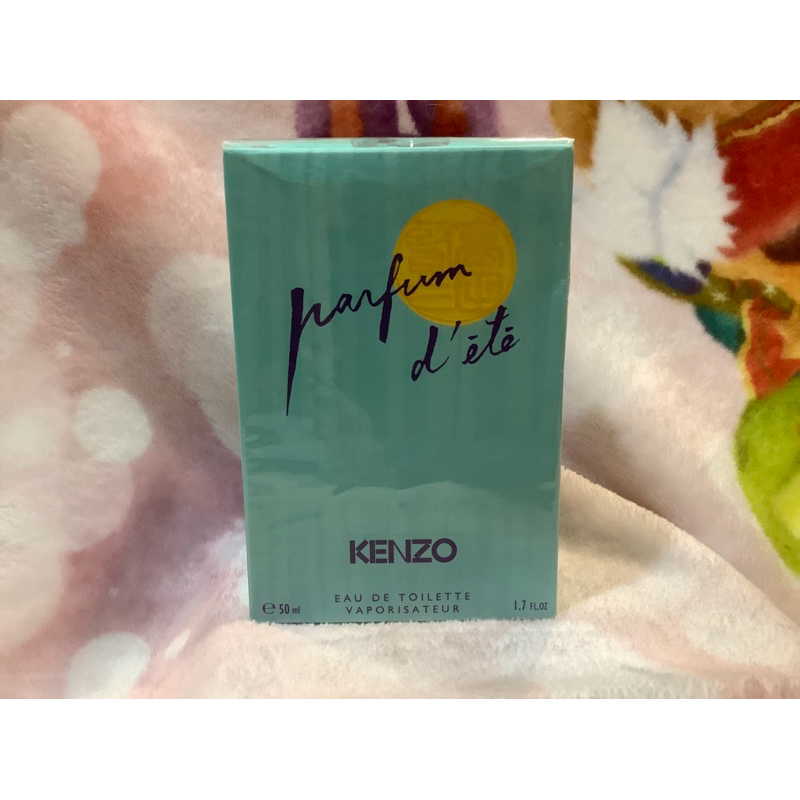 parfum
d'été
KENZO
EAU DE TOILETTE
℮ 50 ml VAPORISATEUR 1.7 FL.OZ